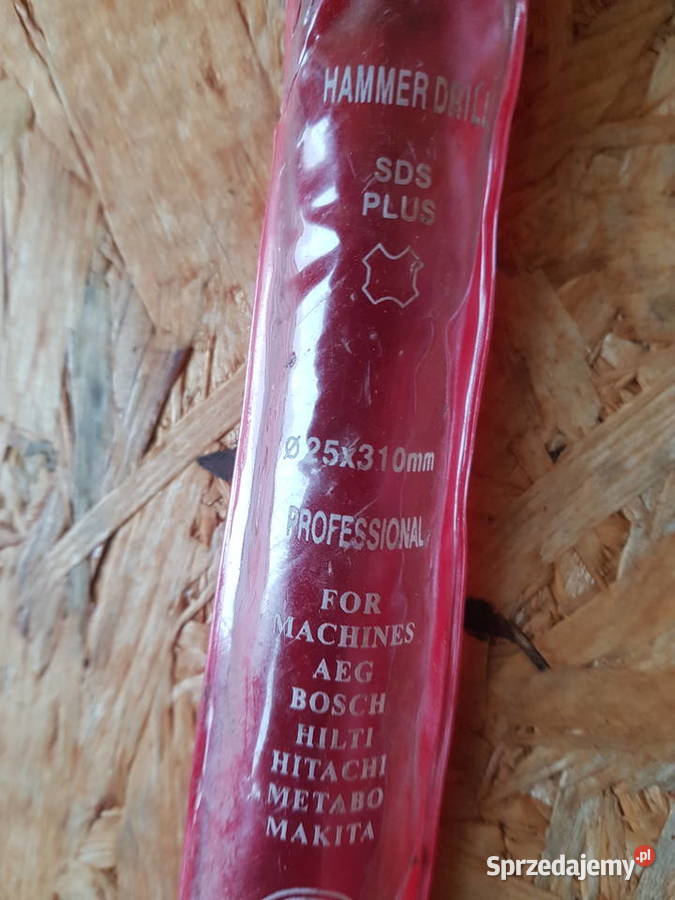 HAMMER DRILL
SDS
PLUS
Ø25x310mm
PROFESSIONAL
FOR
MACHINES
AEG
BOSCH
HILTI
HITACHI
METABO
MAKITA
Sprzedajemy.pl